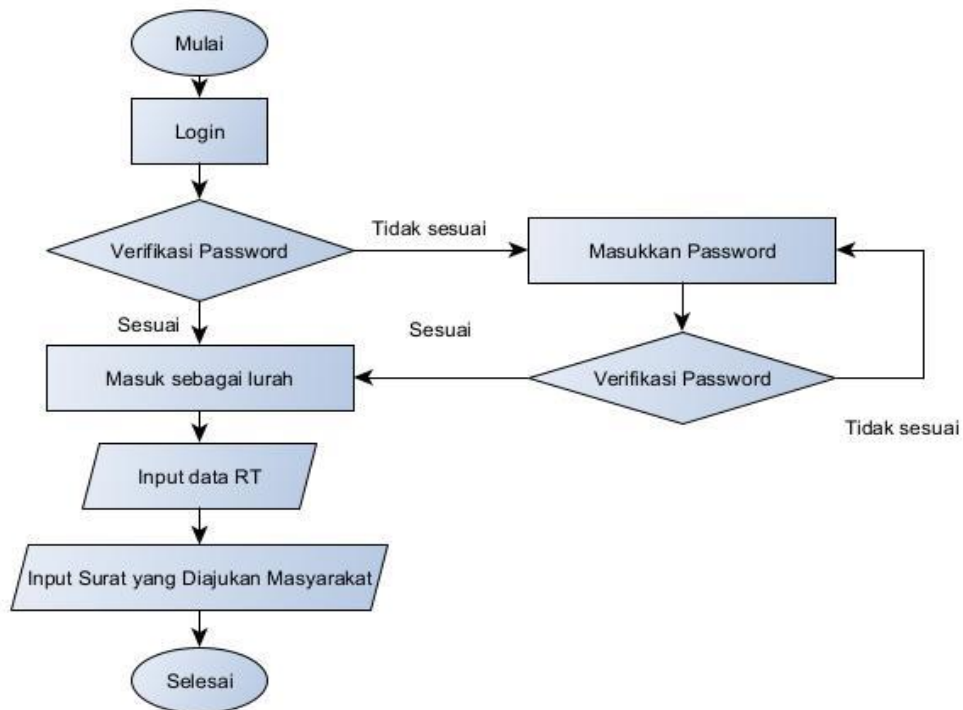 Mulai
Login
Verifikasi Password
Tidak sesuai
Masukkan Password
Sesuai
Sesuai
Masuk sebagai lurah
Verifikasi Password
Tidak sesuai
Input data RT
Input Surat yang Diajukan Masyarakat
Selesai